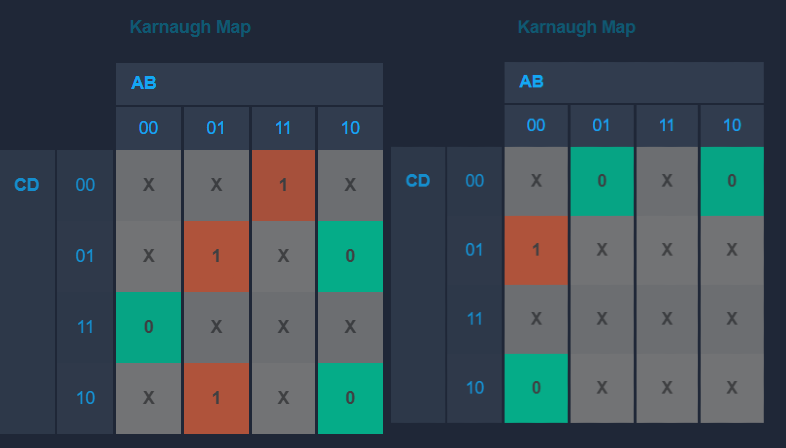 Karnaugh Map Karnaugh Map
AB AB
00 01 11 10 00 01 11 10
CD 00 X X 1 X CD 00 X 0 X 0
01 X 1 X 0 01 1 X X X
11 0 X X X 11 X X X X
10 X 1 X 0 10 0 X X X